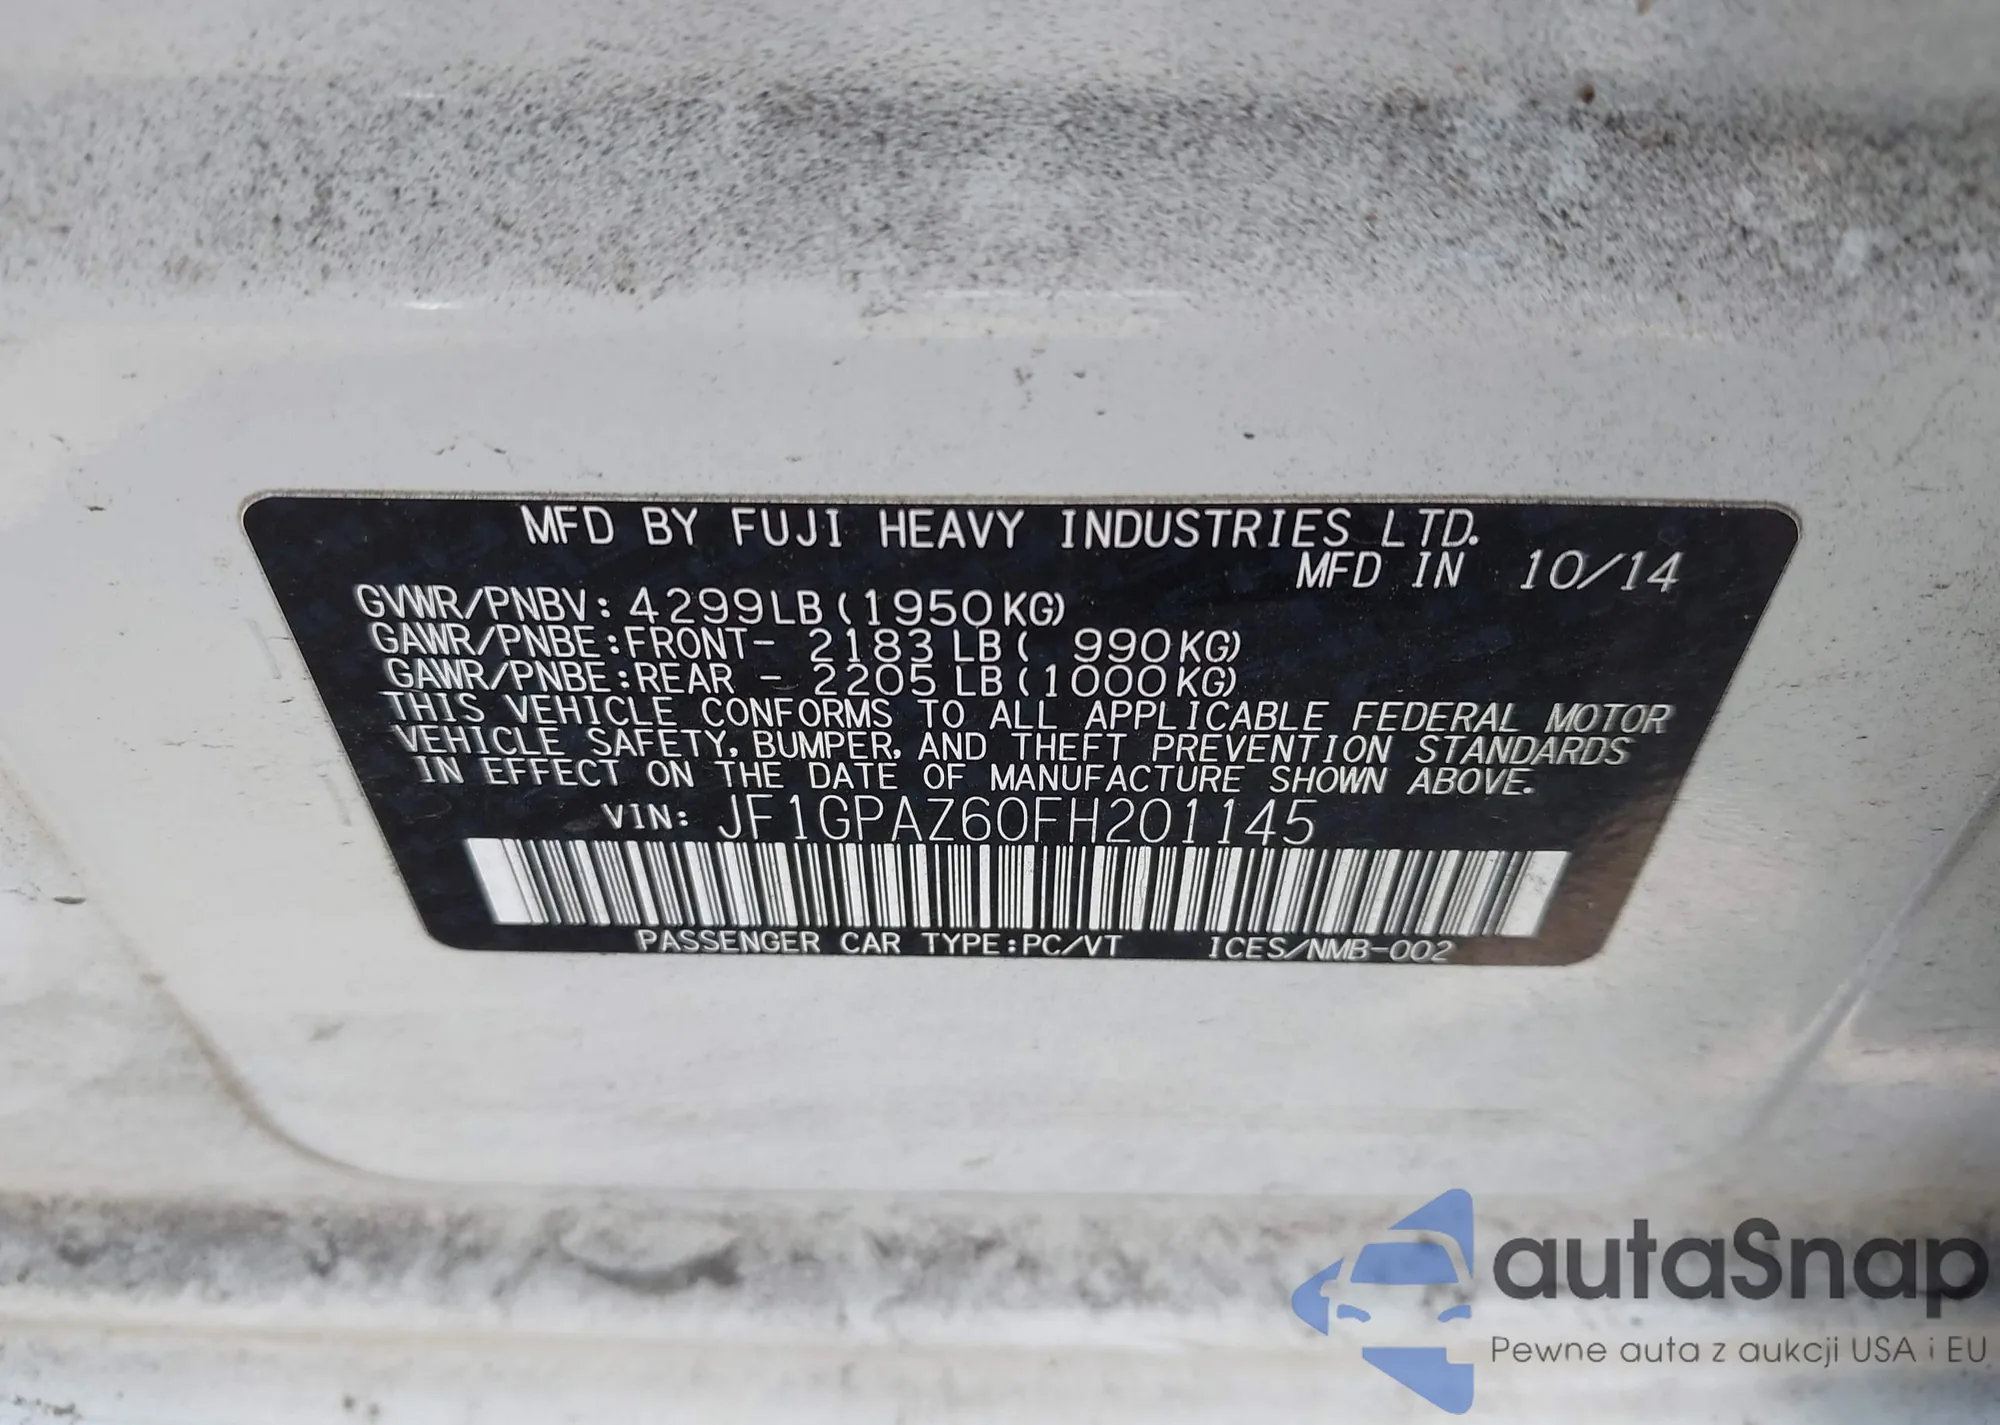 MFD BY FUJI HEAVY INDUSTRIES LTD.
MFD IN 10/14
GVWR/PNBV: 4299LB (1950KG)
GAWR/PNBE:FRONT- 2183 LB ( 990KG)
GAWR/PNBE:REAR - 2205 LB (1000KG)
THIS VEHICLE CONFORMS TO ALL APPLICABLE FEDERAL MOTOR
VEHICLE SAFETY, BUMPER, AND THEFT PREVENTION STANDARDS
IN EFFECT ON THE DATE OF MANUFACTURE SHOWN ABOVE.
VIN: JF1GPAZ60FH201145
PASSENGER CAR TYPE:PC/VT ICES/NMB-002
autaSnap
Pewne auta z aukcji USA i EU